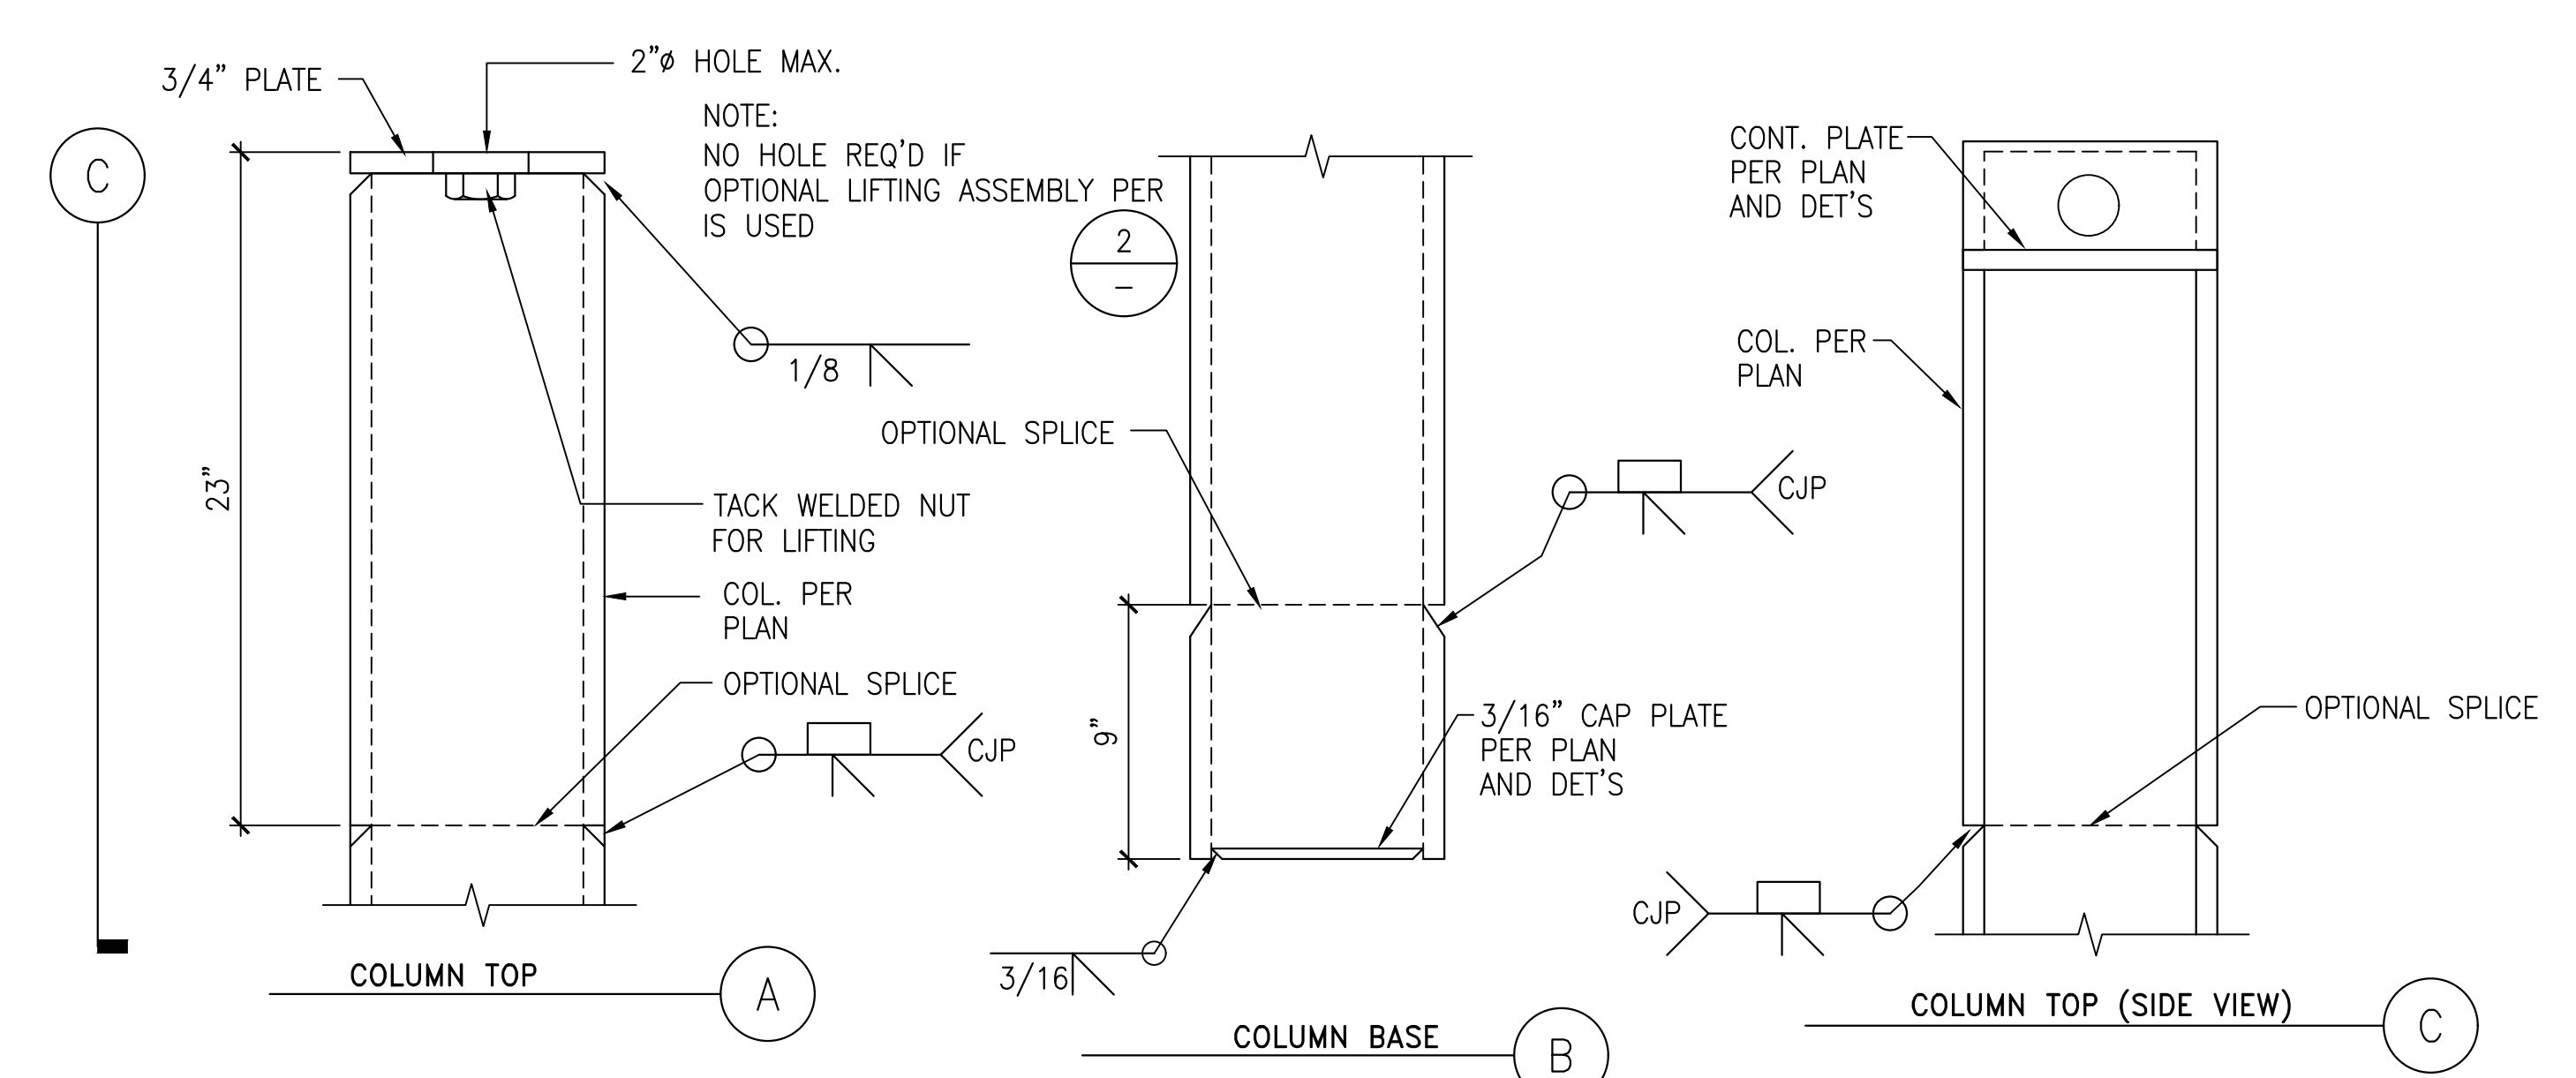 C
3/4” PLATE
2”ø HOLE MAX.
NOTE:
NO HOLE REQ’D IF
OPTIONAL LIFTING ASSEMBLY PER
IS USED
2
–
1/8
23”
TACK WELDED NUT
FOR LIFTING
COL. PER
PLAN
OPTIONAL SPLICE
CJP
COLUMN TOP
A
OPTIONAL SPLICE
CJP
9”
3/16” CAP PLATE
PER PLAN
AND DET’S
3/16
COLUMN BASE
B
CONT. PLATE
PER PLAN
AND DET’S
COL. PER
PLAN
OPTIONAL SPLICE
CJP
COLUMN TOP (SIDE VIEW)
C